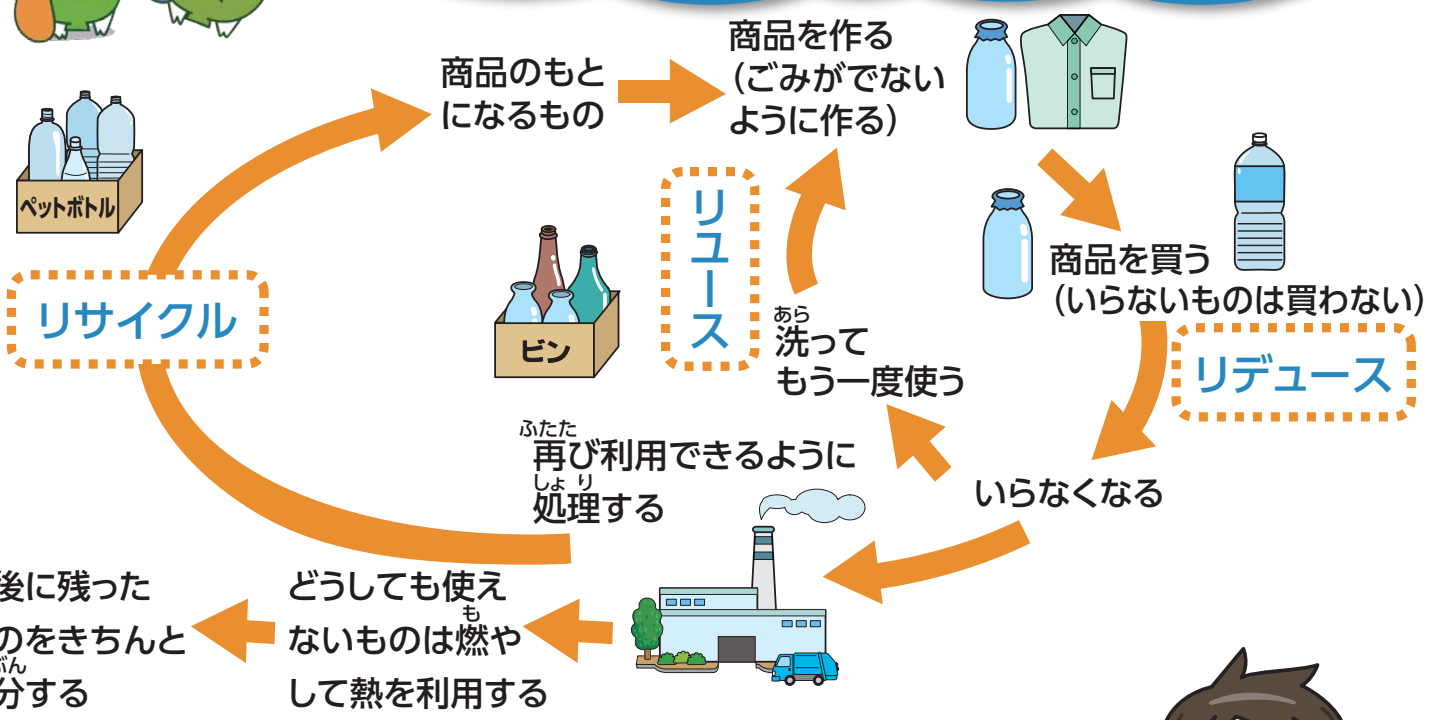 商品のもと
になるもの
商品を作る
（ごみがでない
ように作る）
ペットボトル
リサイクル
リユース
ビン
あら
洗って
もう一度使う
商品を買う
（いらないものは買わない）
リデュース
いらなくなる
ふたた
再び利用できるように
しょり
処理する
どうしても使え
も
ないものは燃や
して熱を利用する
後に残った
のをきちんと
ぶん
分する